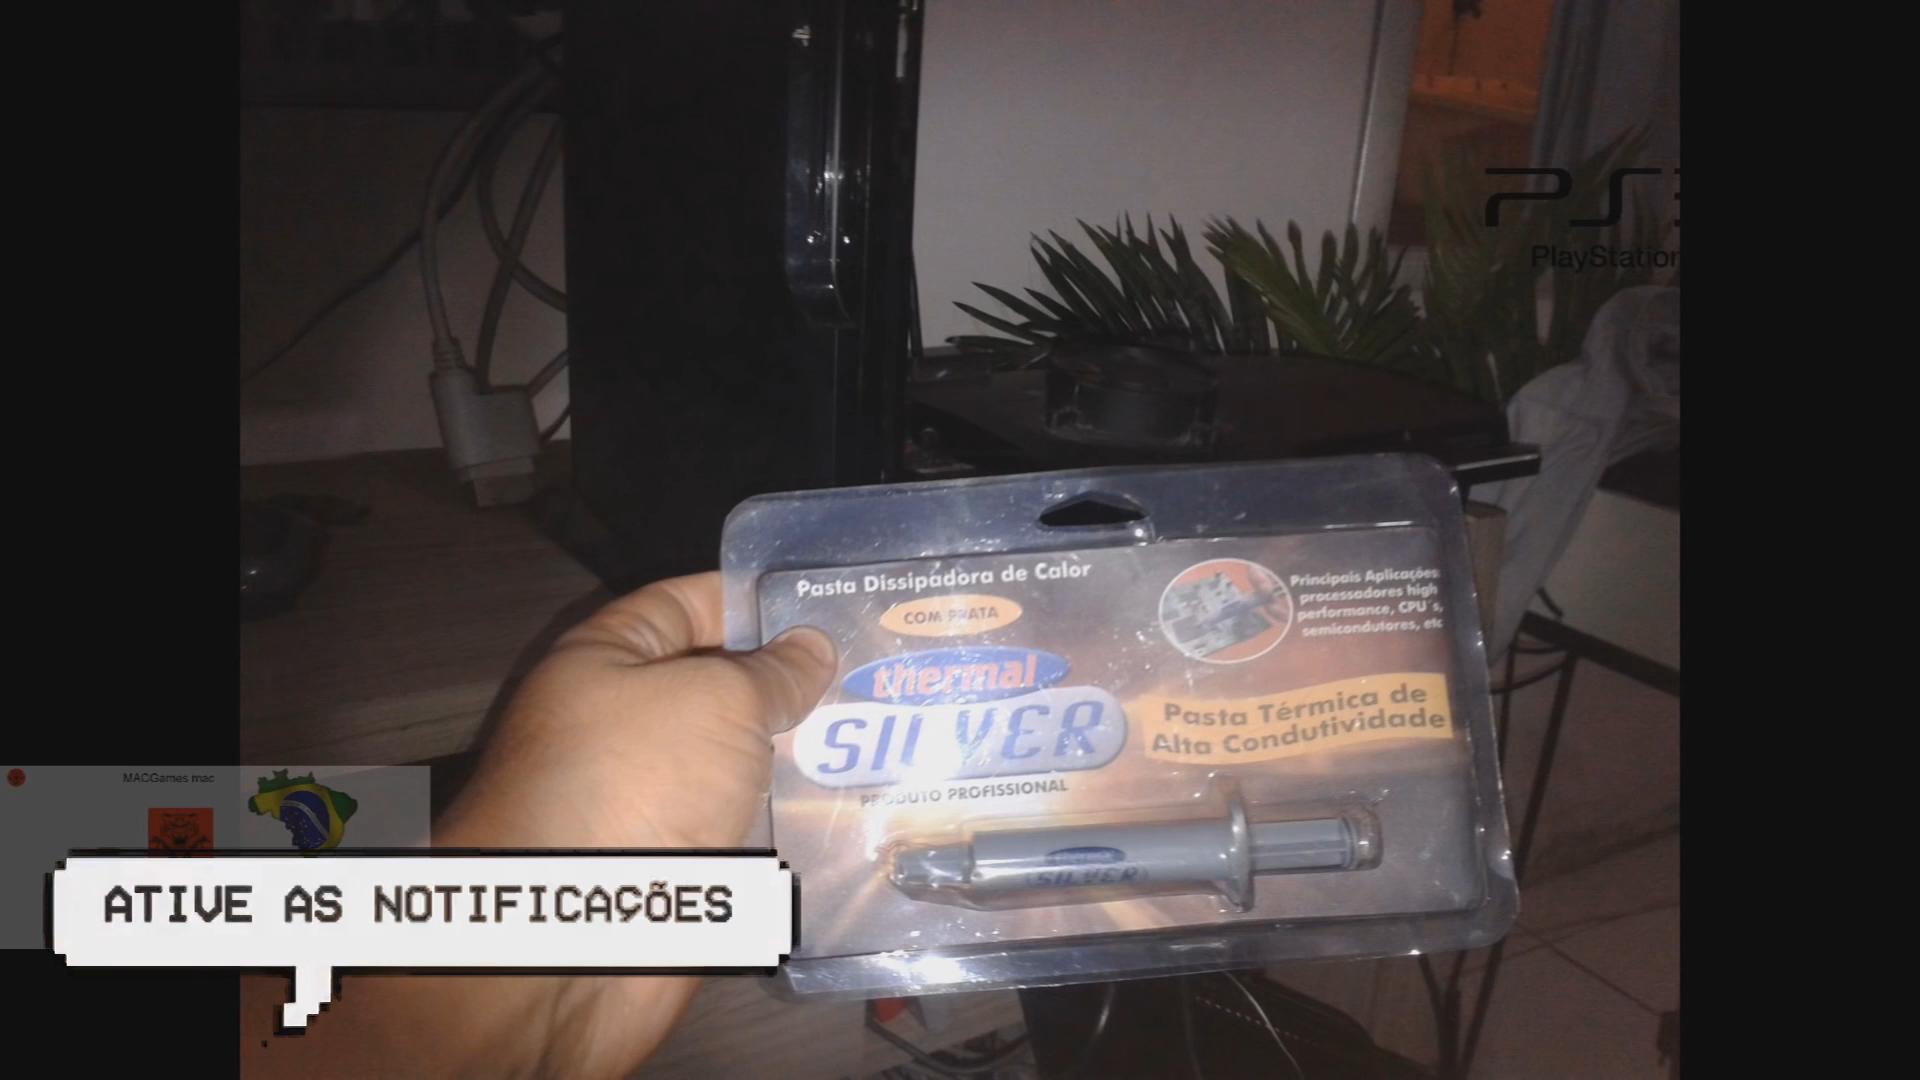 PS3
PlayStation
Pasta Dissipadora de Calor
COM PRATA
thermal
SILVER
PRODUTO PROFISSIONAL
Principais Aplicações:
processadores high
performance, CPU's,
semicondutores, etc
Pasta Térmica de
Alta Condutividade
thermal
SILVER
MACGames mac
ATIVE AS NOTIFICAÇÕES